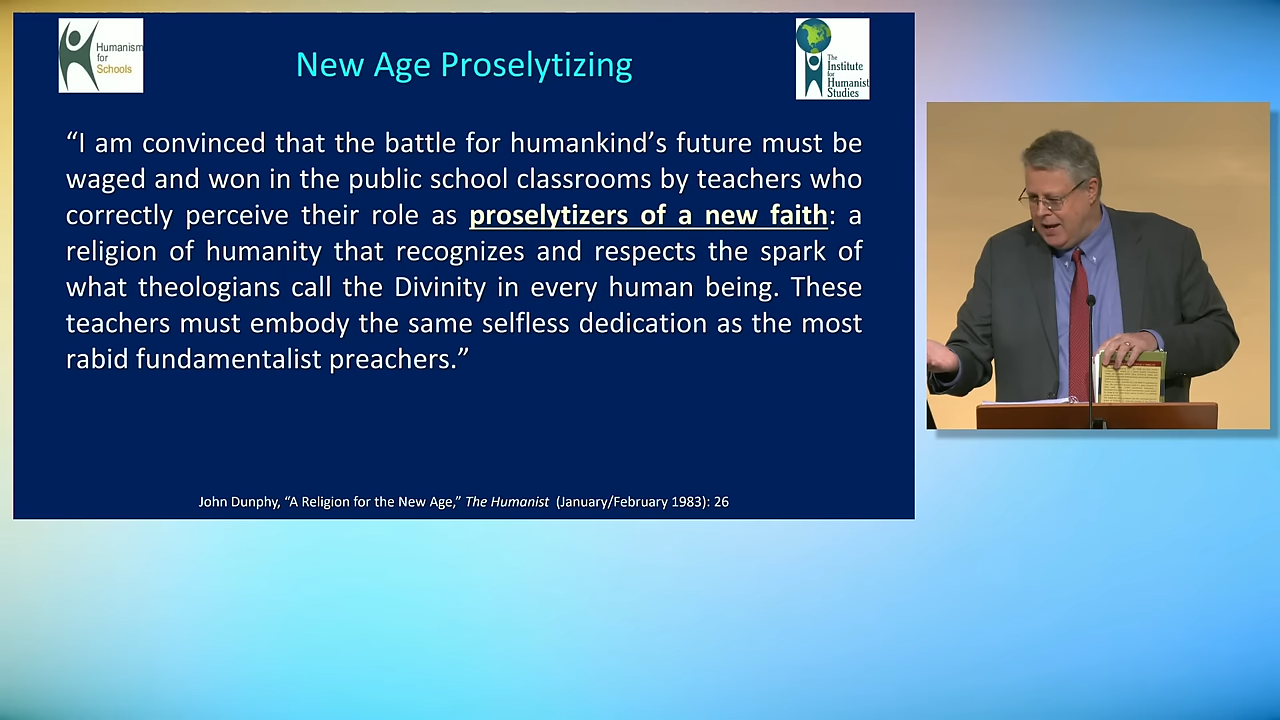 Humanism
for
Schools
New Age Proselytizing
The
Institute
for
Humanist
Studies
“I am convinced that the battle for humankind’s future must be
waged and won in the public school classrooms by teachers who
correctly perceive their role as proselytizers of a new faith: a
religion of humanity that recognizes and respects the spark of
what theologians call the Divinity in every human being. These
teachers must embody the same selfless dedication as the most
rabid fundamentalist preachers.”
John Dunphy, “A Religion for the New Age,” The Humanist (January/February 1983): 26